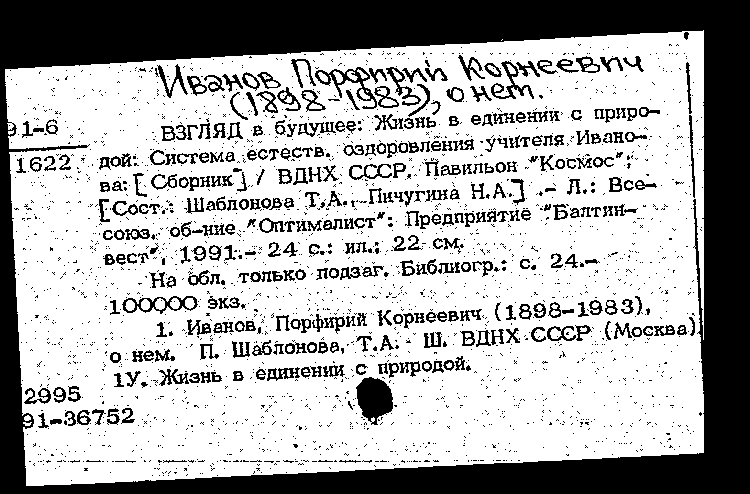 Иванов Порфирий Корнеевич
(1898-1983), о нем.
91-6
1622
ВЗГЛЯД в будущее: Жизнь в единении с приро-
дой: Система естеств. оздоровления учителя Ивано-
ва: [Сборник] / ВДНХ СССР. Павильон "Космос";
[Сост.: Шаблонова Т.А., Пичугина Н.А.] .- Л.: Все-
союз. об-ние "Оптималист": Предприятие "Балтин-
вест", 1991.- 24 с.: ил.; 22 см.
На обл. только подзаг. Библиогр.: с. 24.-
100000 экз.
1. Иванов, Порфирий Корнеевич (1898-1983),
о нем. П. Шаблонова, Т.А. Ш. ВДНХ СССР (Москва)
1У. Жизнь в единении с природой.
2995
91-36752